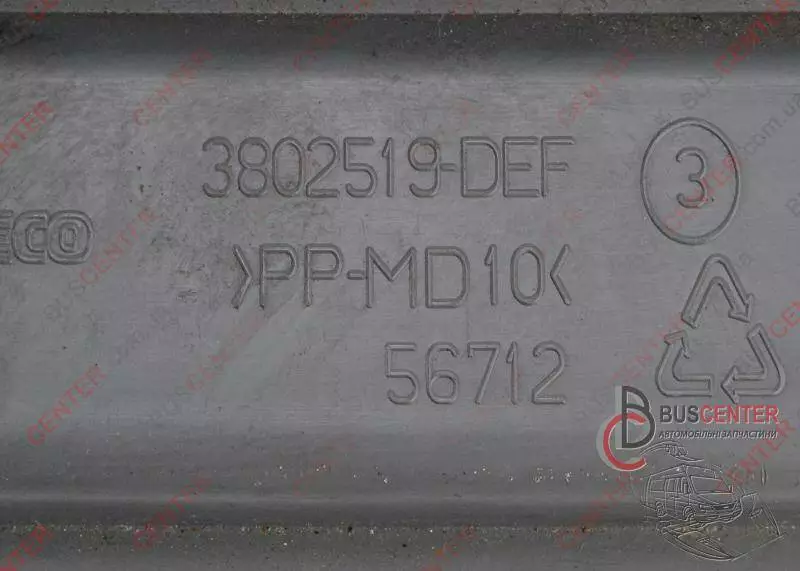 3802519-DEF
3
ECO
>PP-MD10<
56712
BUSCENTER
АВТОМОБІЛЬНІ ЗАПЧАСТИНИ